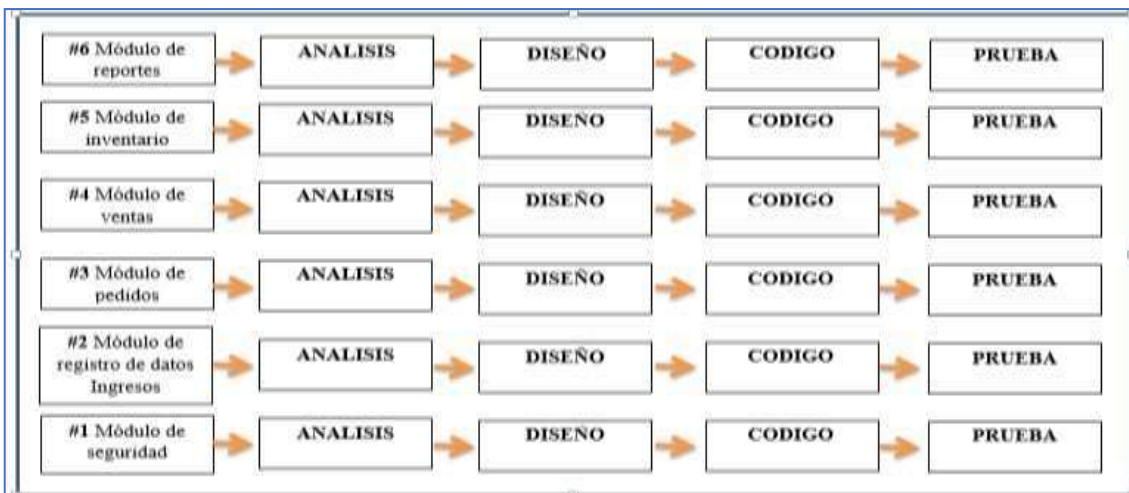 #6 Módulo de
reportes
ANALISIS
DISEÑO
CODIGO
PRUEBA
#5 Módulo de
inventario
ANALISIS
DISEÑO
CODIGO
PRUEBA
#4 Módulo de
ventas
ANALISIS
DISEÑO
CODIGO
PRUEBA
#3 Módulo de
pedidos
ANALISIS
DISEÑO
CODIGO
PRUEBA
#2 Módulo de
registro de datos
Ingresos
ANALISIS
DISEÑO
CODIGO
PRUEBA
#1 Módulo de
seguridad
ANALISIS
DISEÑO
CODIGO
PRUEBA